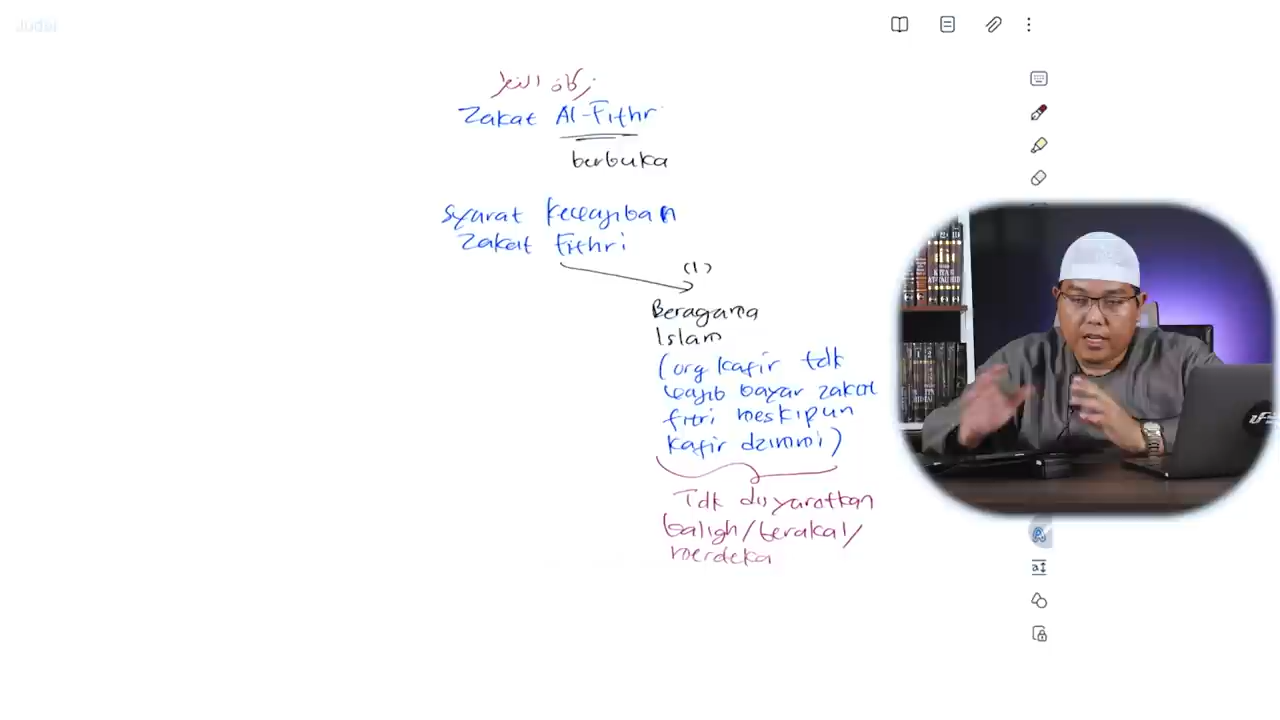 Judul
زكاة الفطر
Zakat Al-Fithr
berbuka
Syarat kewajiban
Zakat Fithri
(1)
Beragama
Islam
(org kafir tdk
wajib bayar zakat
fitri meskipun
kafir dzimmi)
Tdk disyaratkan
baligh/berakal/
merdeka